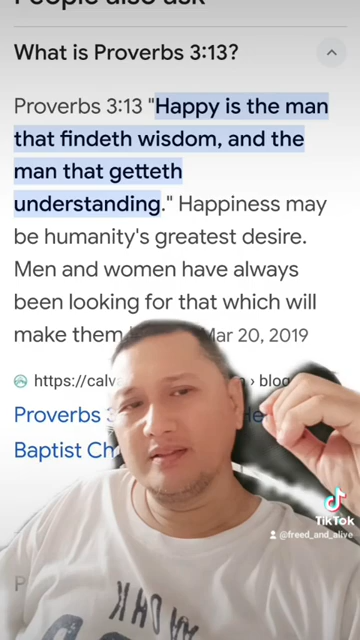 What is Proverbs 3:13?
Proverbs 3:13 "Happy is the man
that findeth wisdom, and the
man that getteth
understanding." Happiness may
be humanity's greatest desire.
Men and women have always
been looking for that which will
make them Mar 20, 2019
https://calv › blog
Proverbs
Baptist Ch
TikTok
@freed_and_alive